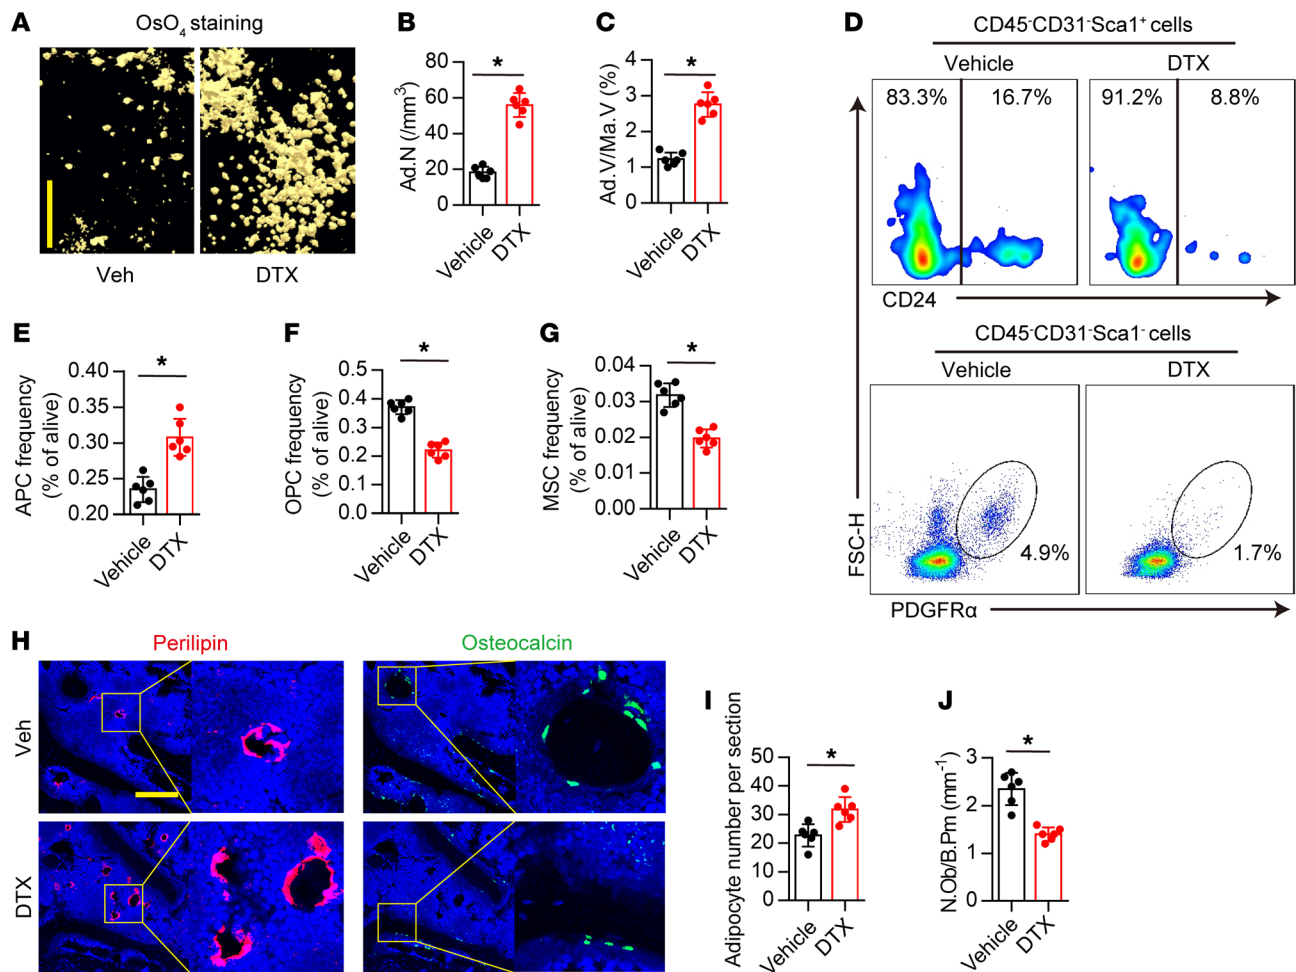 A
OsO4 staining
Veh
DTX
B
*
Ad.N (/mm3)
80
60
40
20
0
Vehicle
DTX
C
*
Ad.V/Ma.V (%)
4
3
2
1
0
Vehicle
DTX
D
CD45-CD31-Sca1+ cells
Vehicle
DTX
83.3%
16.7%
91.2%
8.8%
CD24
CD45-CD31-Sca1- cells
Vehicle
DTX
4.9%
1.7%
FSC-H
PDGFRα
E
*
APC frequency
(% of alive)
0.40
0.35
0.30
0.25
0.20
Vehicle
DTX
F
*
OPC frequency
(% of alive)
0.5
0.4
0.3
0.2
0.1
0.0
Vehicle
DTX
G
*
MSC frequency
(% of alive)
0.04
0.03
0.02
0.01
0.00
Vehicle
DTX
H
Perilipin
Osteocalcin
Veh
DTX
I
*
Adipocyte number per section
50
40
30
20
10
0
Vehicle
DTX
J
*
N.Ob/B.Pm (mm-1)
3
2
1
0
Vehicle
DTX